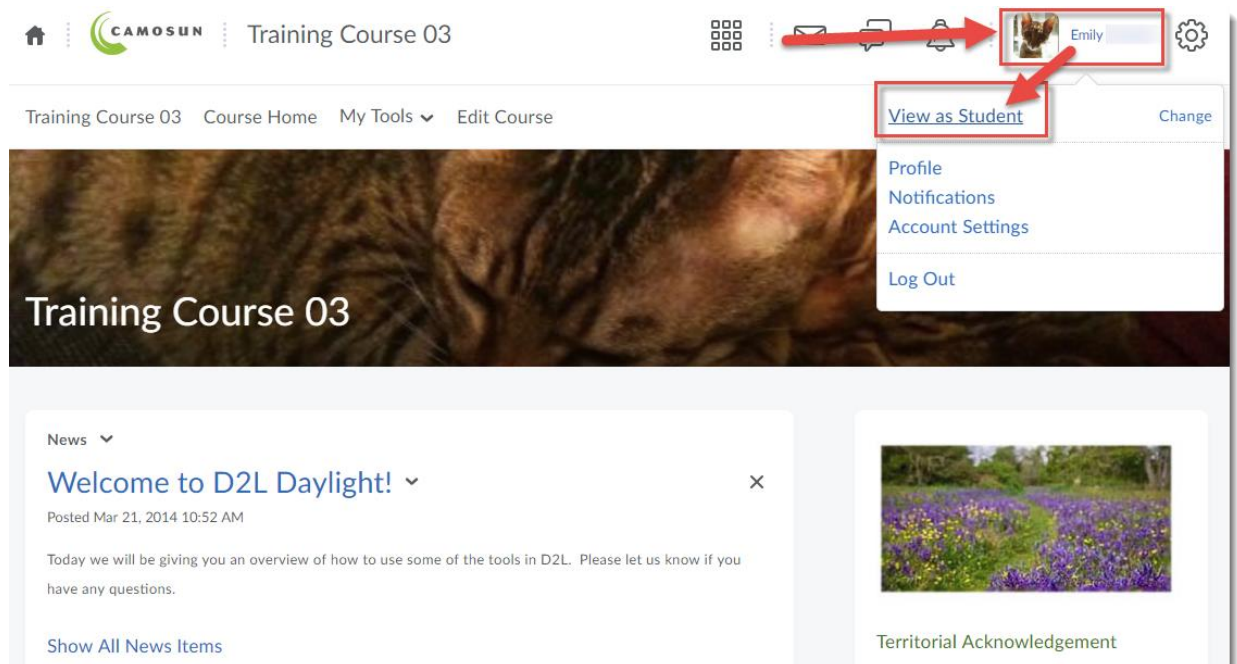 CAMOSUN
Training Course 03
Emily
Training Course 03 Course Home My Tools Edit Course
View as Student Change
Profile
Notifications
Account Settings
Log Out
Training Course 03
News
Welcome to D2L Daylight!
Posted Mar 21, 2014 10:52 AM
Today we will be giving you an overview of how to use some of the tools in D2L. Please let us know if you
have any questions.
Show All News Items
Territorial Acknowledgement